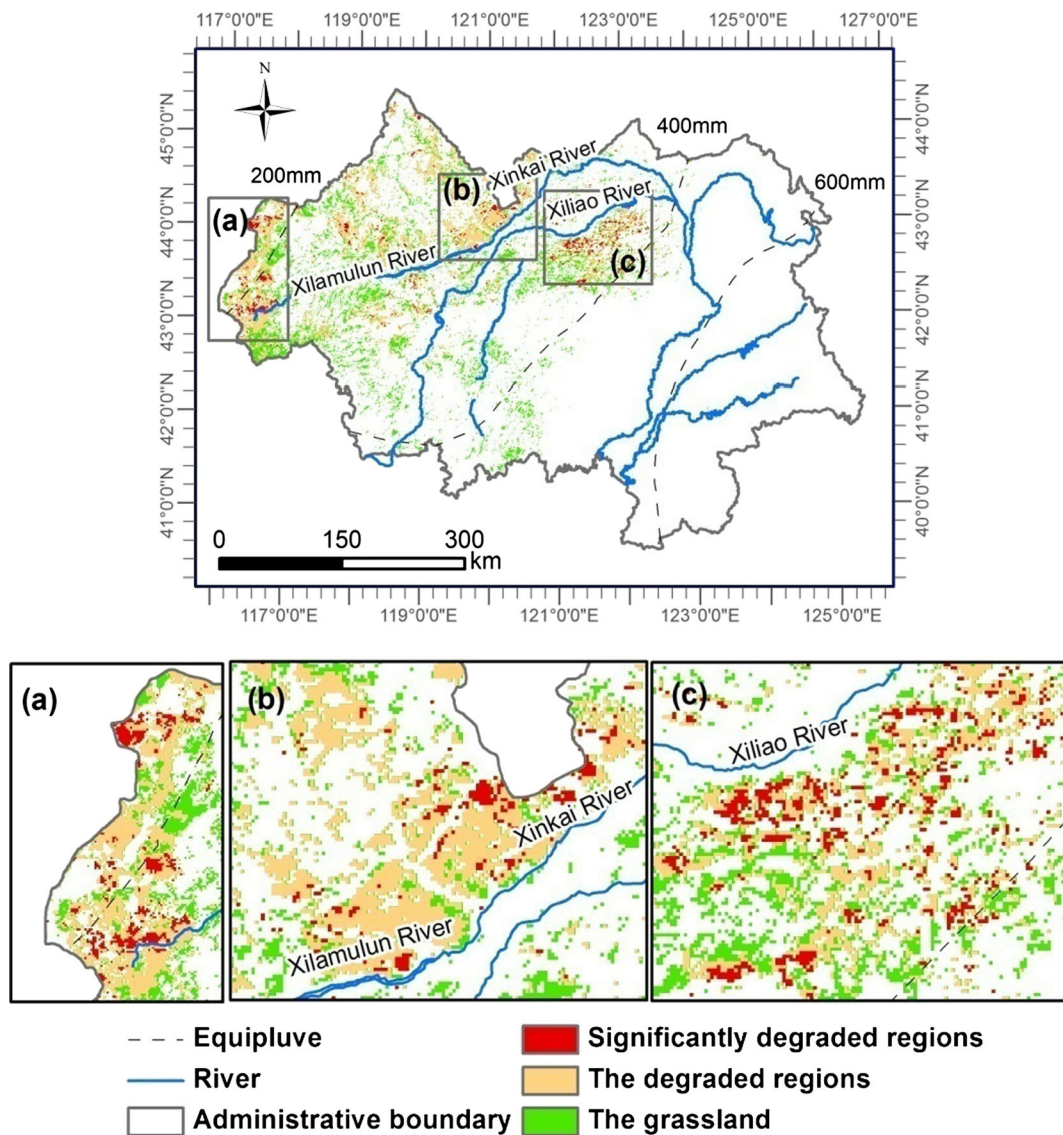 117°0'0"E 119°0'0"E 121°0'0"E 123°0'0"E 125°0'0"E 127°0'0"E
N
45°0'0"N
44°0'0"N
43°0'0"N
42°0'0"N
41°0'0"N
44°0'0"N
43°0'0"N
42°0'0"N
41°0'0"N
40°0'0"N
400mm
Xinkai River
200mm
(b)
600mm
Xiliao River
(a)
(c)
Xilamulun River
0 150 300
km
117°0'0"E 119°0'0"E 121°0'0"E 123°0'0"E 125°0'0"E
(a)
(b)
Xinkai River
Xilamulun River
(c)
Xiliao River
Equipluve
River
Administrative boundary
Significantly degraded regions
The degraded regions
The grassland